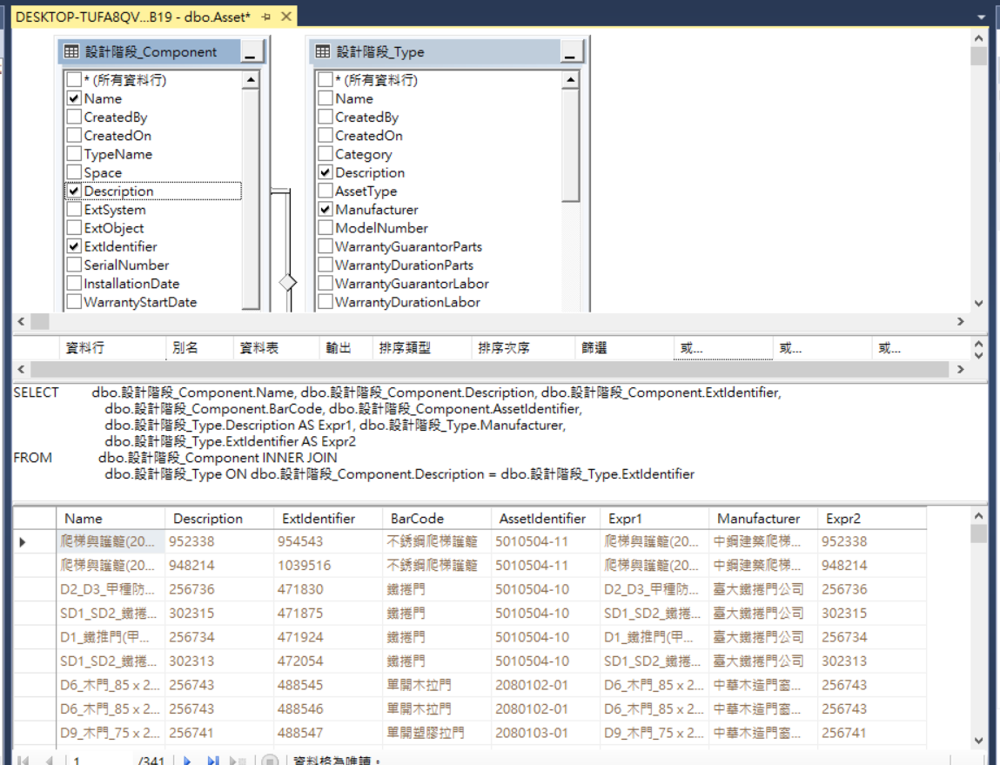 DESKTOP-TUFA8QV...B19 - dbo.Asset*
設計階段_Component
* (所有資料行)
Name
CreatedBy
CreatedOn
TypeName
Space
Description
ExtSystem
ExtObject
ExtIdentifier
SerialNumber
InstallationDate
WarrantyStartDate
設計階段_Type
* (所有資料行)
Name
CreatedBy
CreatedOn
Category
Description
AssetType
Manufacturer
ModelNumber
WarrantyGuarantorParts
WarrantyDurationParts
WarrantyGuarantorLabor
WarrantyDurationLabor
資料行 別名 資料表 輸出 排序類型 排序次序 篩選 或... 或... 或...
SELECT dbo.設計階段_Component.Name, dbo.設計階段_Component.Description, dbo.設計階段_Component.ExtIdentifier,
dbo.設計階段_Component.BarCode, dbo.設計階段_Component.AssetIdentifier,
dbo.設計階段_Type.Description AS Expr1, dbo.設計階段_Type.Manufacturer,
dbo.設計階段_Type.ExtIdentifier AS Expr2
FROM dbo.設計階段_Component INNER JOIN
dbo.設計階段_Type ON dbo.設計階段_Component.Description = dbo.設計階段_Type.ExtIdentifier
Name Description ExtIdentifier BarCode AssetIdentifier Expr1 Manufacturer Expr2
爬梯與護籠(20... 952338 954543 不銹鋼爬梯護籠 5010504-11 爬梯與護籠(20... 中鋼建築爬梯... 952338
爬梯與護籠(20... 948214 1039516 不銹鋼爬梯護籠 5010504-11 爬梯與護籠(20... 中鋼建築爬梯... 948214
D2_D3_甲種防... 256736 471830 鐵捲門 5010504-10 D2_D3_甲種防... 臺大鐵捲門公司 256736
SD1_SD2_鐵捲... 302315 471875 鐵捲門 5010504-10 SD1_SD2_鐵捲... 臺大鐵捲門公司 302315
D1_鐵推門(甲... 256734 471924 鐵捲門 5010504-10 D1_鐵推門(甲... 臺大鐵捲門公司 256734
SD1_SD2_鐵捲... 302313 472054 鐵捲門 5010504-10 SD1_SD2_鐵捲... 臺大鐵捲門公司 302313
D6_木門_85 x 2... 256743 488545 單開木拉門 2080102-01 D6_木門_85 x 2... 中華木造門窗... 256743
D6_木門_85 x 2... 256743 488546 單開木拉門 2080102-01 D6_木門_85 x 2... 中華木造門窗... 256743
D9_木門_75 x 2... 256741 488547 單開塑膠拉門 2080103-01 D9_木門_75 x 2... 中華木造門窗... 256741
1 /341 資料格為唯讀。